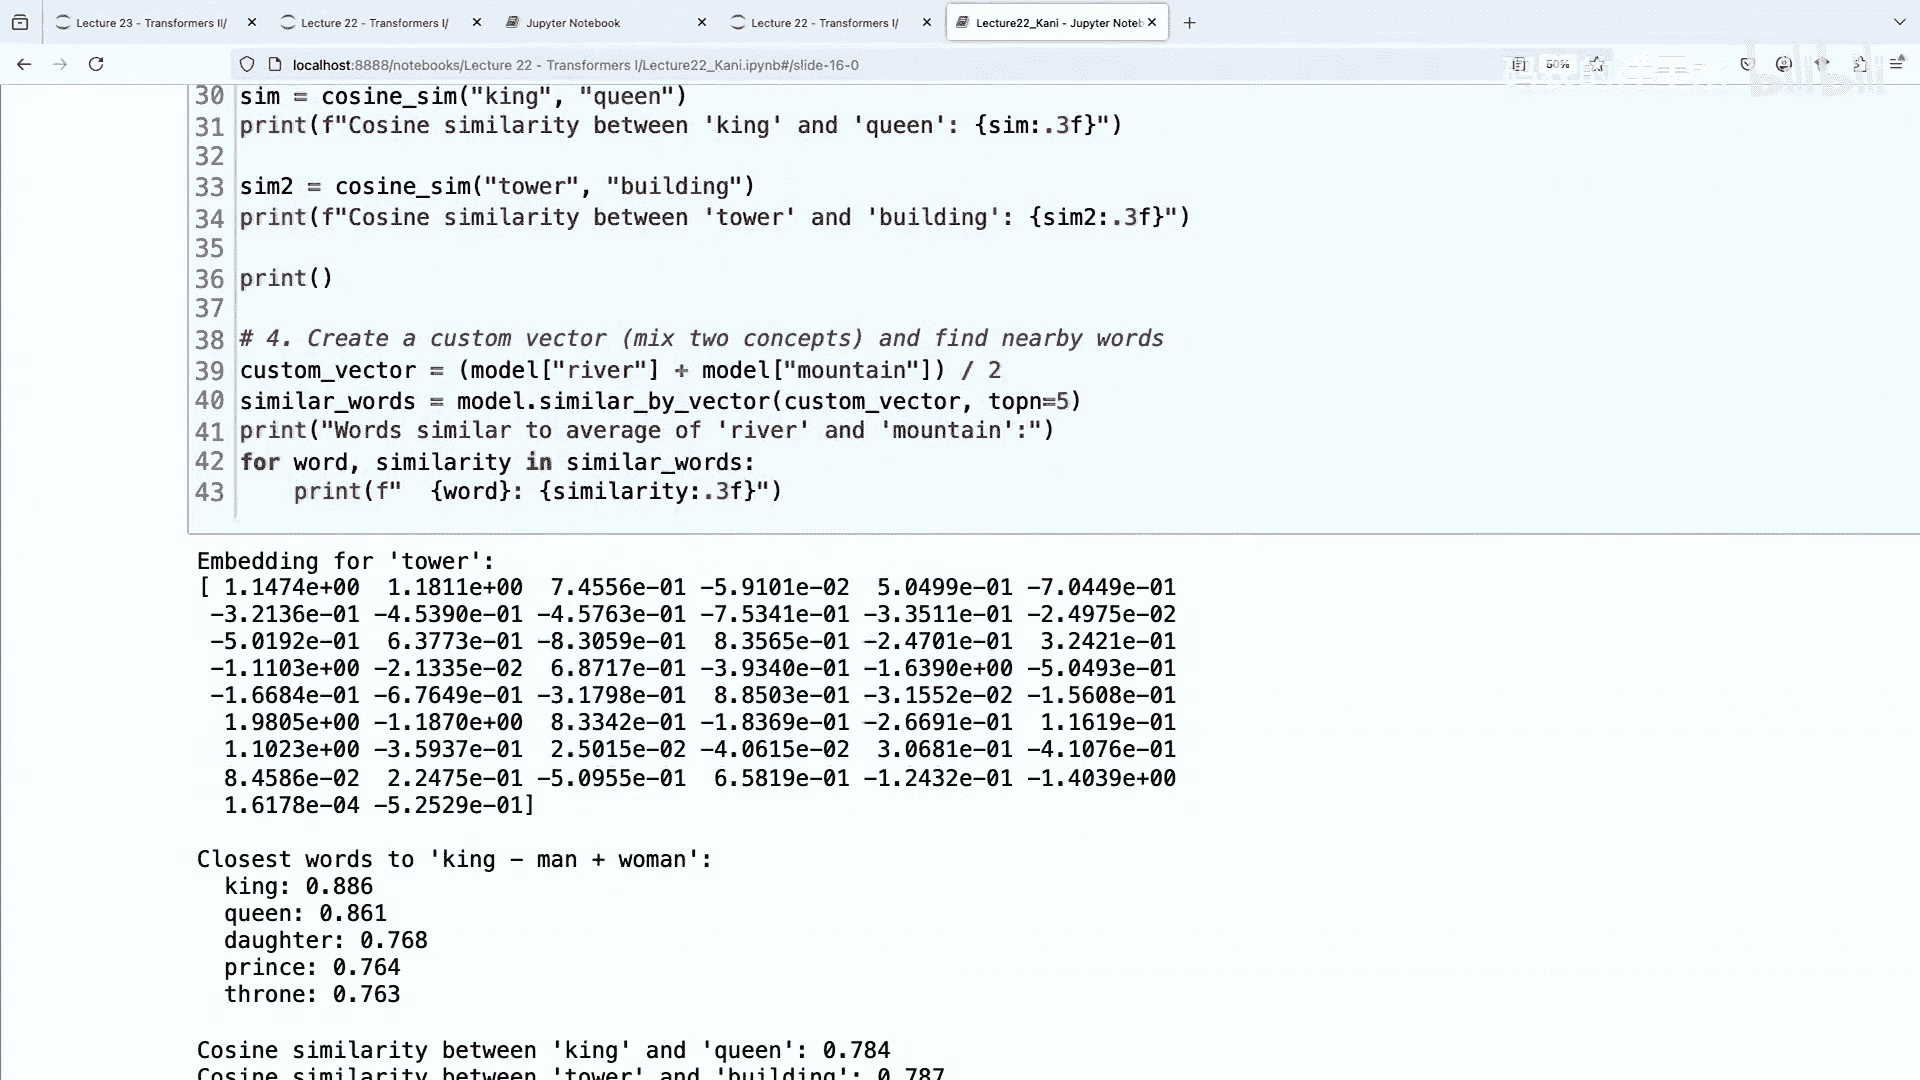 Lecture 23 - Transformers II/
Lecture 22 - Transformers I/
Jupyter Notebook
Lecture 22 - Transformers I/
Lecture22_Kani - Jupyter Noteb
localhost:8888/notebooks/Lecture 22 - Transformers I/Lecture22_Kani.ipynb#/slide-16-0
bilibili
30 sim = cosine_sim("king", "queen")
31 print(f"Cosine similarity between 'king' and 'queen': {sim:.3f}")
32
33 sim2 = cosine_sim("tower", "building")
34 print(f"Cosine similarity between 'tower' and 'building': {sim2:.3f}")
35
36 print()
37
38 # 4. Create a custom vector (mix two concepts) and find nearby words
39 custom_vector = (model["river"] + model["mountain"]) / 2
40 similar_words = model.similar_by_vector(custom_vector, topn=5)
41 print("Words similar to average of 'river' and 'mountain':")
42 for word, similarity in similar_words:
43     print(f"  {word}: {similarity:.3f}")
Embedding for 'tower':
[ 1.1474e+00  1.1811e+00  7.4556e-01 -5.9101e-02  5.0499e-01 -7.0449e-01
 -3.2136e-01 -4.5390e-01 -4.5763e-01 -7.5341e-01 -3.3511e-01 -2.4975e-02
 -5.0192e-01  6.3773e-01 -8.3059e-01  8.3565e-01 -2.4701e-01  3.2421e-01
 -1.1103e+00 -2.1335e-02  6.8717e-01 -3.9340e-01 -1.6390e+00 -5.0493e-01
 -1.6684e-01 -6.7649e-01 -3.1798e-01  8.8503e-01 -3.1552e-02 -1.5608e-01
  1.9805e+00 -1.1870e+00  8.3342e-01 -1.8369e-01 -2.6691e-01  1.1619e-01
  1.1023e+00 -3.5937e-01  2.5015e-02 -4.0615e-02  3.0681e-01 -4.1076e-01
  8.4586e-02  2.2475e-01 -5.0955e-01  6.5819e-01 -1.2432e-01 -1.4039e+00
  1.6178e-04 -5.2529e-01]
Closest words to 'king - man + woman':
  king: 0.886
  queen: 0.861
  daughter: 0.768
  prince: 0.764
  throne: 0.763
Cosine similarity between 'king' and 'queen': 0.784
Cosine similarity between 'tower' and 'building': 0.787